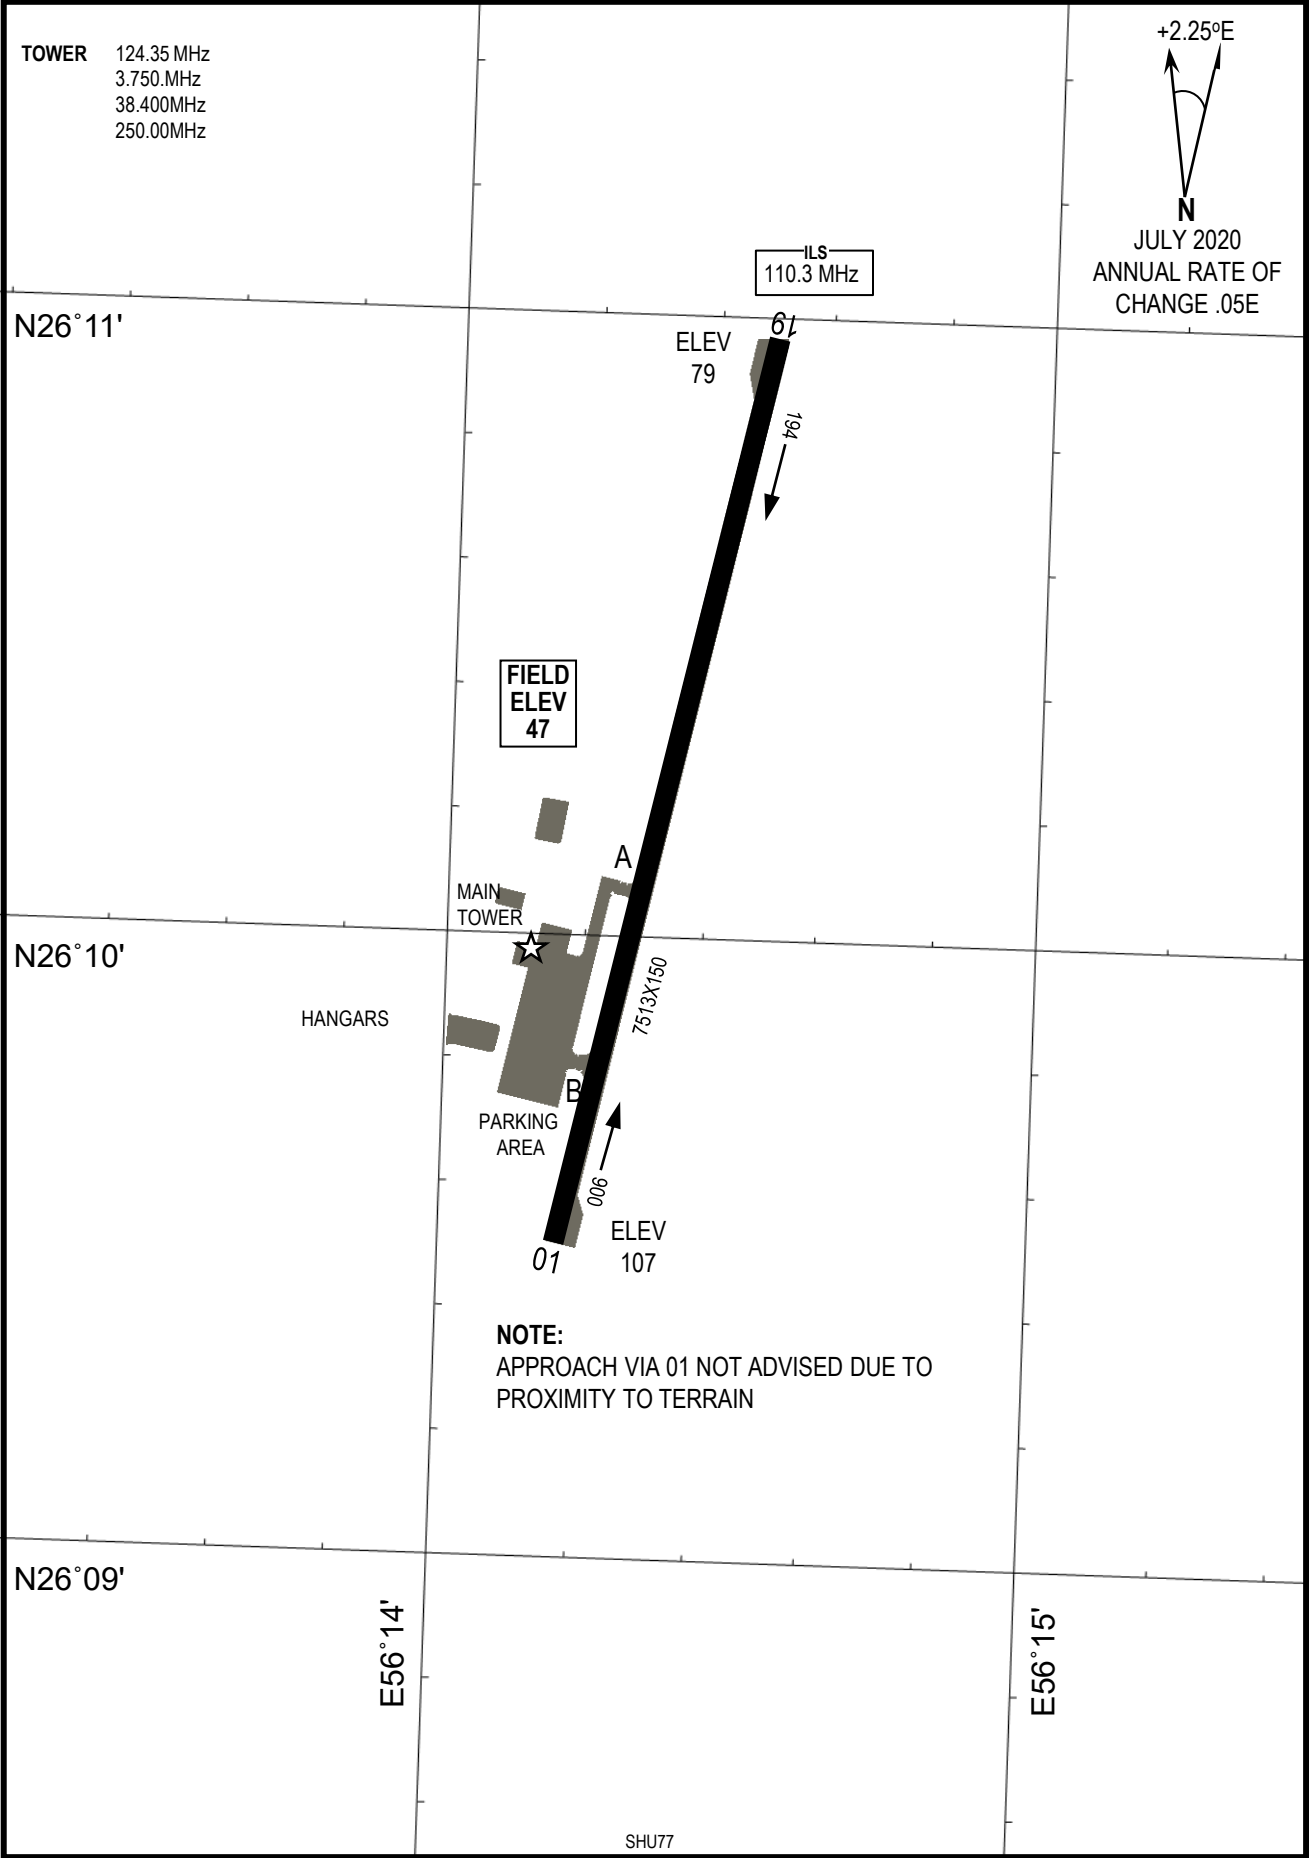 TOWER 124.35 MHz
3.750.MHz
38.400MHz
250.00MHz
+2.25ºE
N
JULY 2020
ANNUAL RATE OF
CHANGE .05E
ILS
110.3 MHz
N26°11'
19
ELEV
79
194
FIELD
ELEV
47
A
MAIN
TOWER
N26°10'
7513X150
HANGARS
B
PARKING
AREA
006
ELEV
107
01
NOTE:
APPROACH VIA 01 NOT ADVISED DUE TO
PROXIMITY TO TERRAIN
N26°09'
E56°14'
E56°15'
SHU77